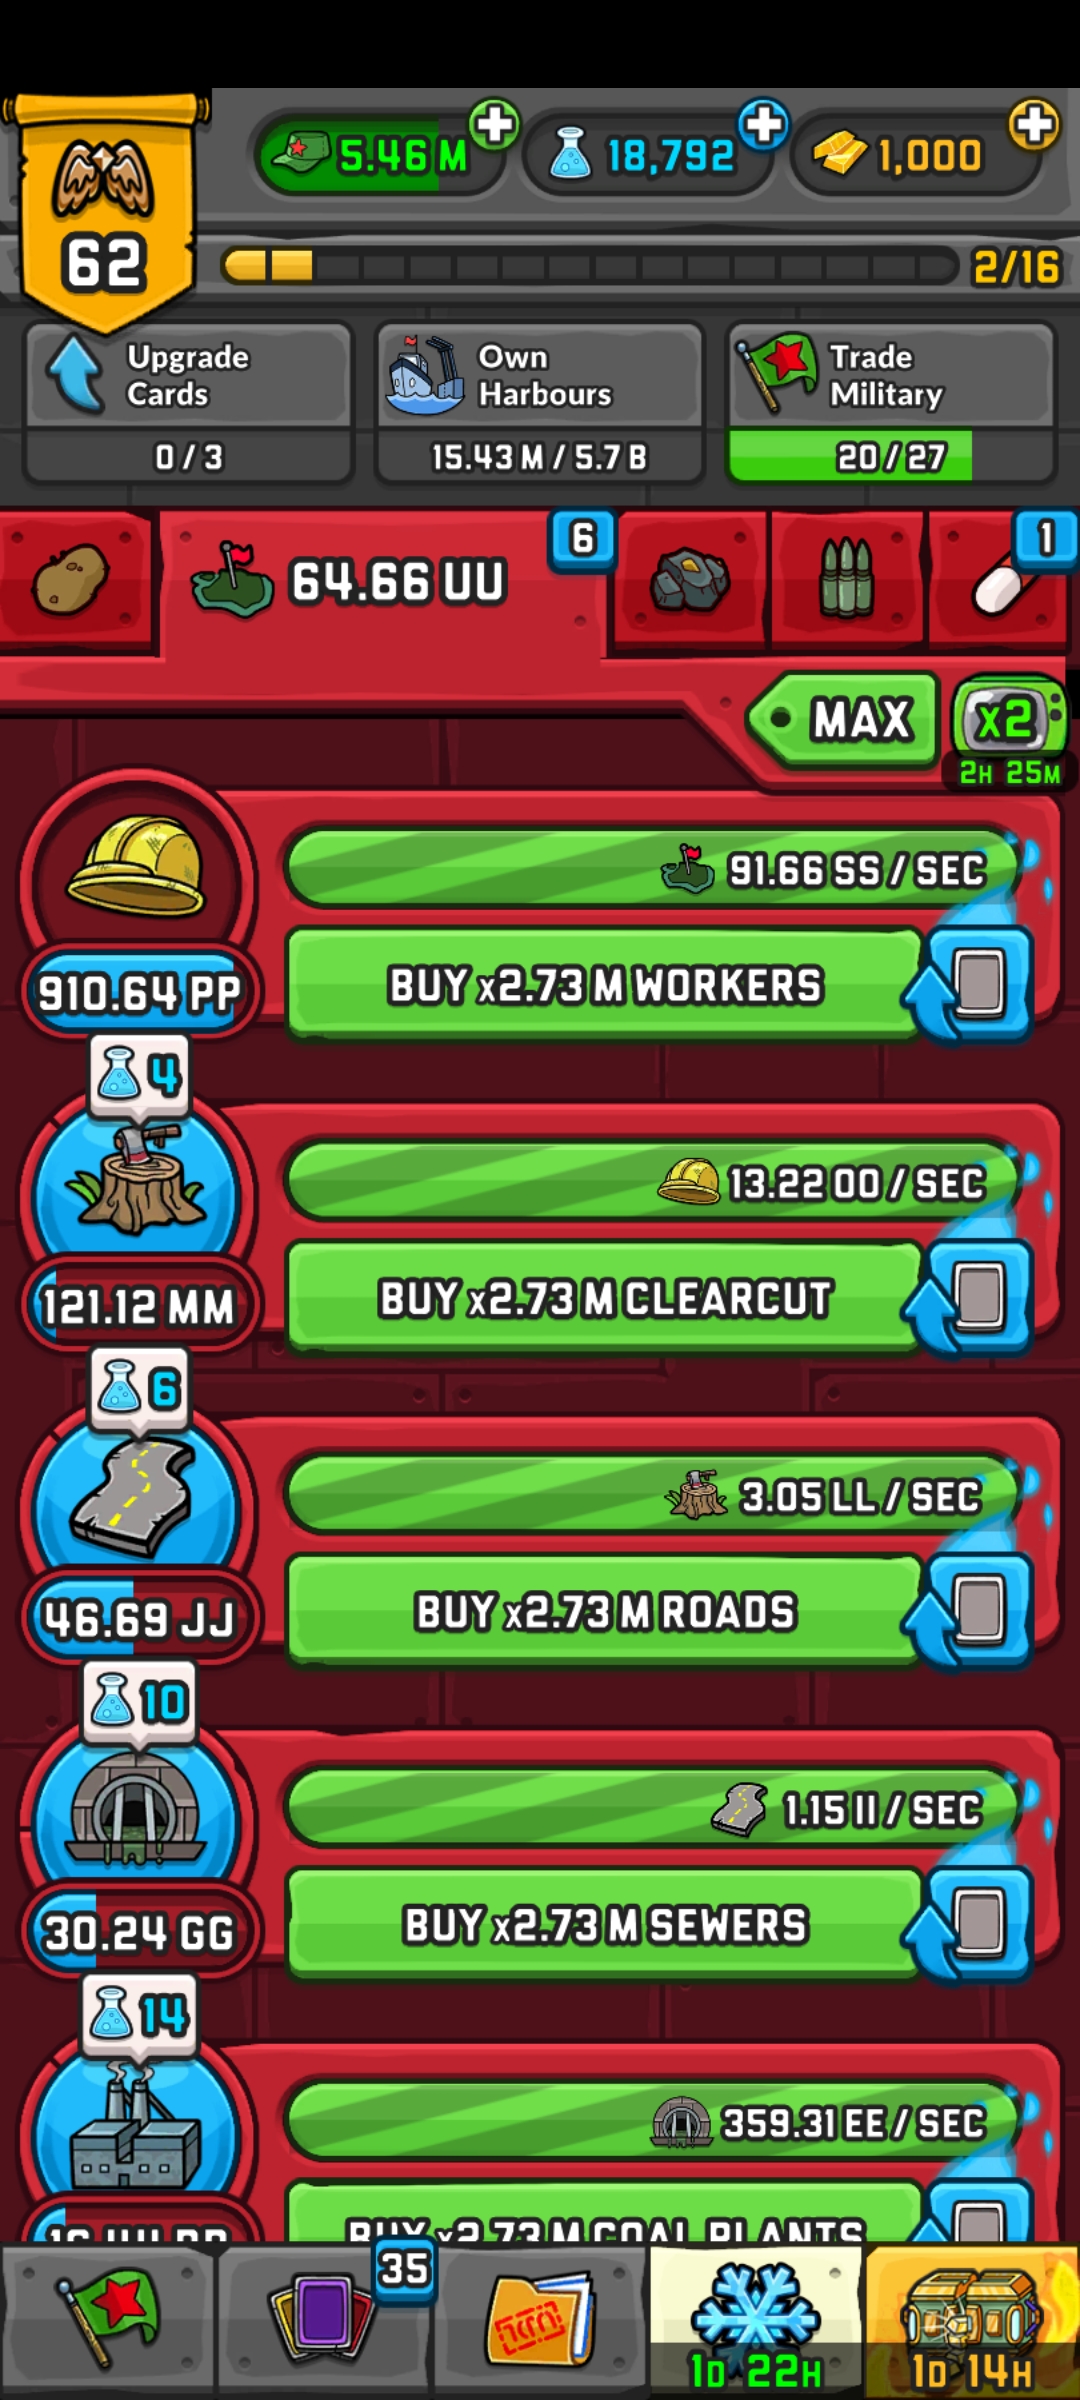 5.46 M
18,792
1,000
62
2/16
Upgrade
Cards
0 / 3
Own
Harbours
15.43 M / 5.7 B
Trade
Military
20 / 27
64.66 UU
6
1
MAX
x2
2H 25M
91.66 SS / SEC
910.64 PP
BUY x2.73 M WORKERS
4
13.22 OO / SEC
121.12 MM
BUY x2.73 M CLEARCUT
6
3.05 LL / SEC
46.69 JJ
BUY x2.73 M ROADS
10
1.15 II / SEC
30.24 GG
BUY x2.73 M SEWERS
14
359.31 EE / SEC
BUY x2.73 M COAL PLANTS
35
1D 22H
1D 14H